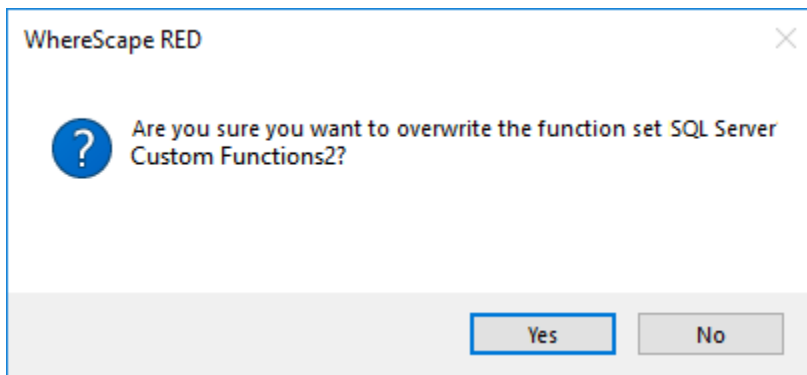 WhereScape RED
Are you sure you want to overwrite the function set SQL Server
Custom Functions2?
Yes
No